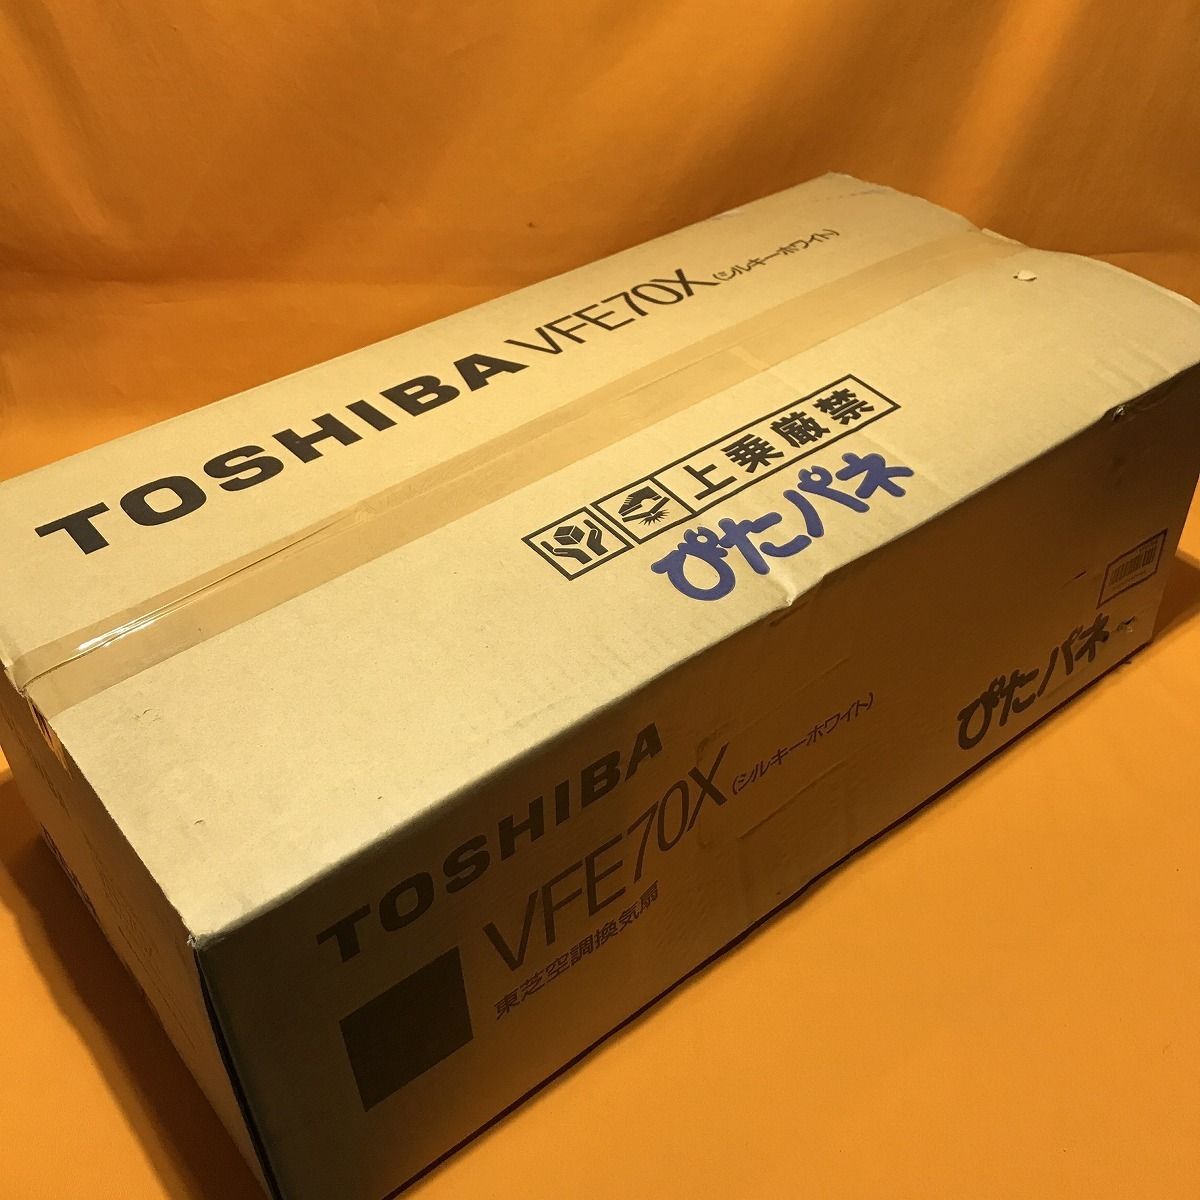 TOSHIBA VFE70X (シルキーホワイト)
上乗厳禁
ぴたパネ
TOSHIBA
VFE70X (シルキーホワイト)
東芝空調換気扇
ぴたパネ